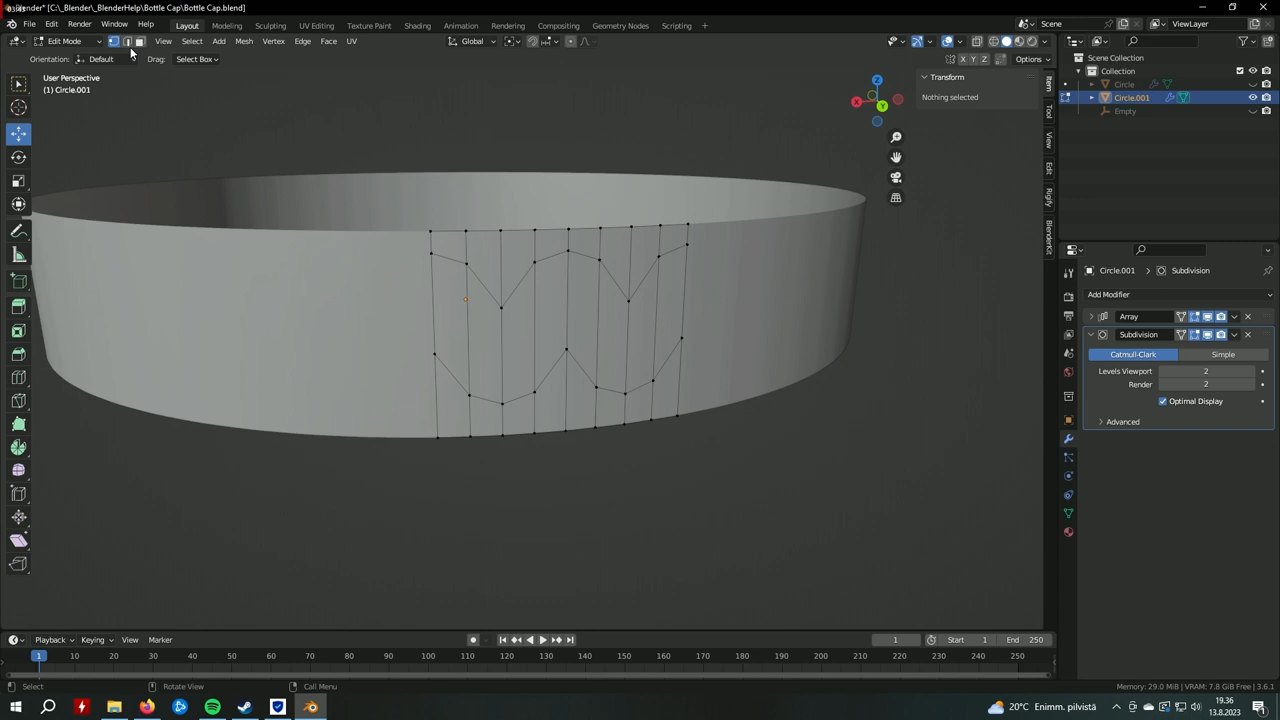 Blender* [C:\_Blender\_BlenderHelp\Bottle Cap\Bottle Cap.blend]
File Edit Render Window Help
Layout Modeling Sculpting UV Editing Texture Paint Shading Animation Rendering Compositing Geometry Nodes Scripting +
Scene
ViewLayer
Edit Mode
View Select Add Mesh Vertex Edge Face UV
Global
Orientation: Default Drag: Select Box
X Y Z Options
User Perspective
(1) Circle.001
Transform
Nothing selected
Item
Tool
View
Edit
Rigify
BlenderKit
Z
X
Y
Scene Collection
Collection
Circle
Circle.001
Empty
Circle.001 > Subdivision
Add Modifier
Array
Subdivision
Catmull-Clark Simple
Levels Viewport 2
Render 2
Optimal Display
Advanced
Playback Keying View Marker
1 Start 1 End 250
1 10 20 30 40 50 60 70 80 90 100 110 120 130 140 150 160 170 180 190 200 210 220 230 240 250
Select Rotate View Call Menu
Memory: 29.0 MiB | VRAM: 7.8 GiB Free | 3.6.1
20°C Enimm. pilvistä
19.36
13.8.2023